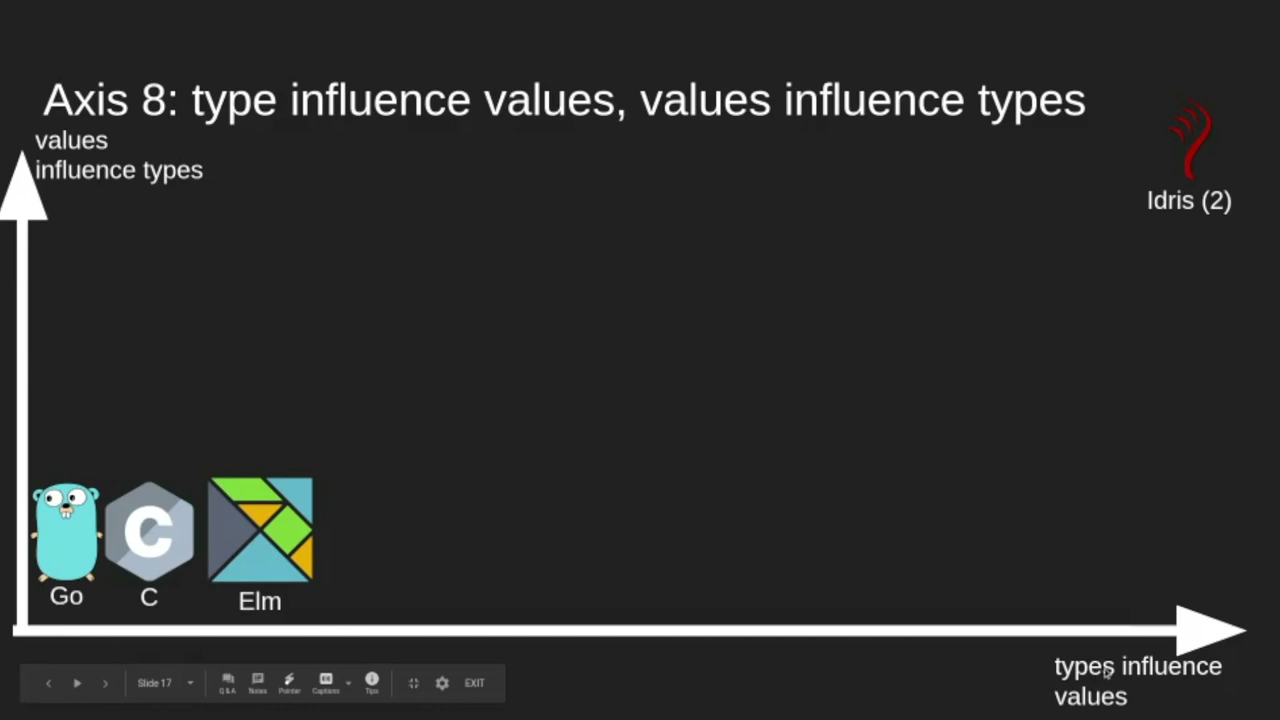 Axis 8: type influence values, values influence types
values
influence types
Idris (2)
C
Go
C
Elm
types influence
values
Slide 17
Q&A
Notes
Pointer
Captions
Tips
EXIT